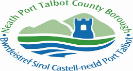 Neath Port Talbot County Borough
Bwrdeistref Sirol Castell-nedd Port Talbot